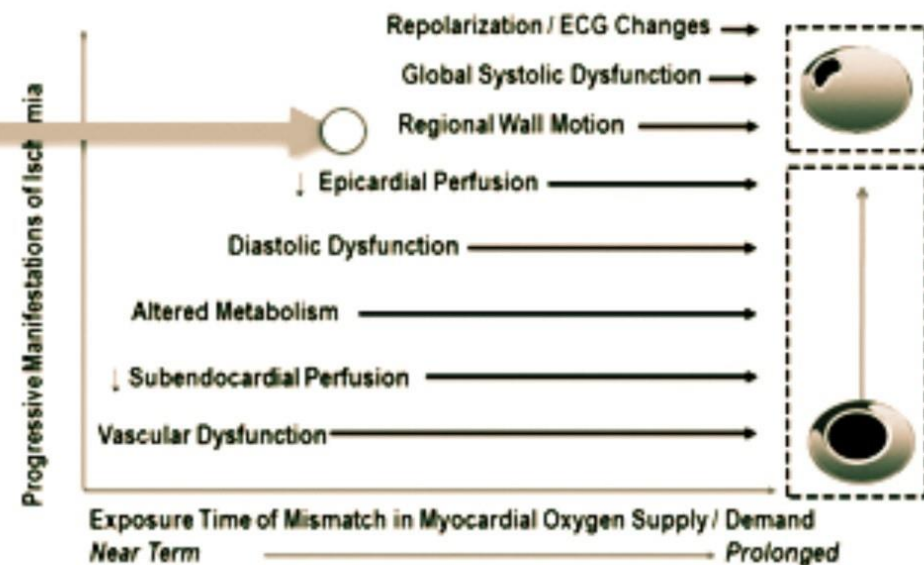 Repolarization / ECG Changes
Global Systolic Dysfunction
Regional Wall Motion
↓ Epicardial Perfusion
Diastolic Dysfunction
Altered Metabolism
↓ Subendocardial Perfusion
Vascular Dysfunction
Progressive Manifestations of Isch mia
Exposure Time of Mismatch in Myocardial Oxygen Supply / Demand
Near Term Prolonged